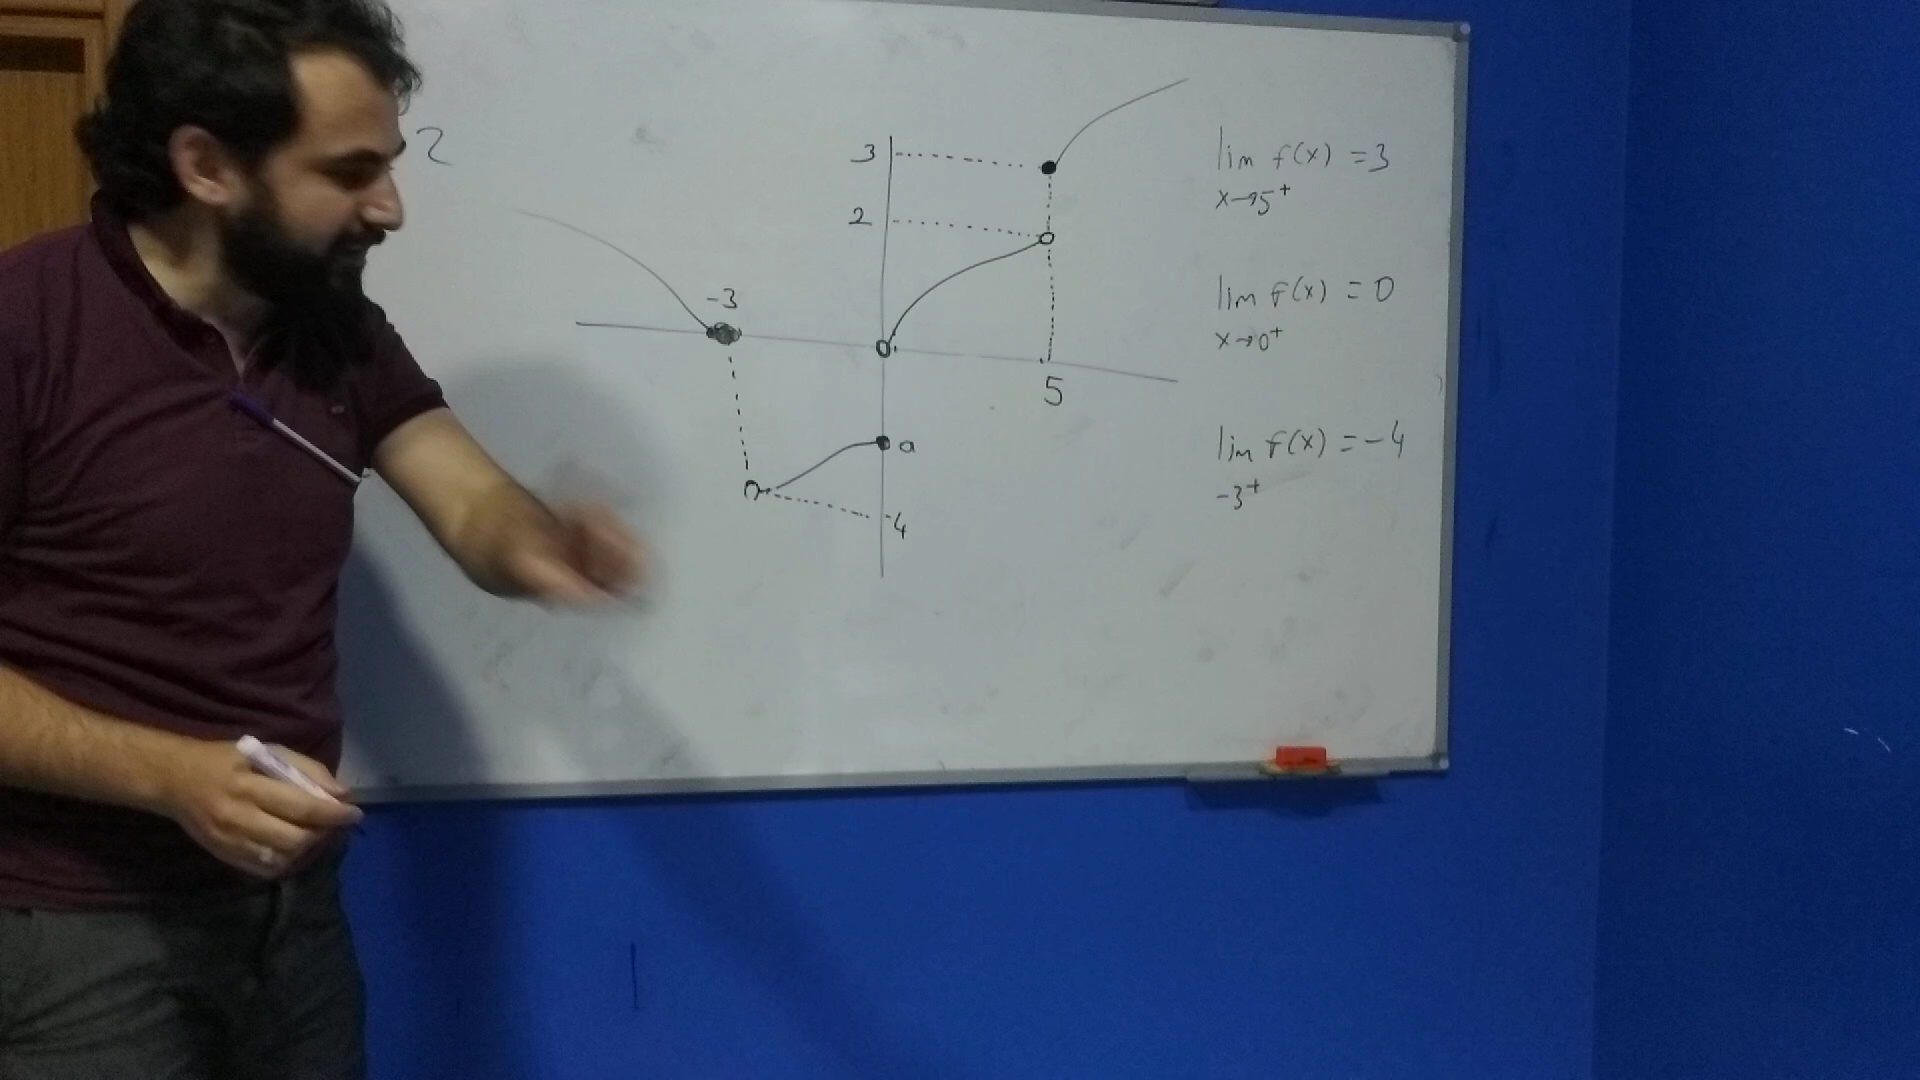 2
3
2
-3
5
a
-4
lim f(x) = 3
x→5⁺
lim f(x) = 0
x→0⁺
lim f(x) = -4
-3⁺